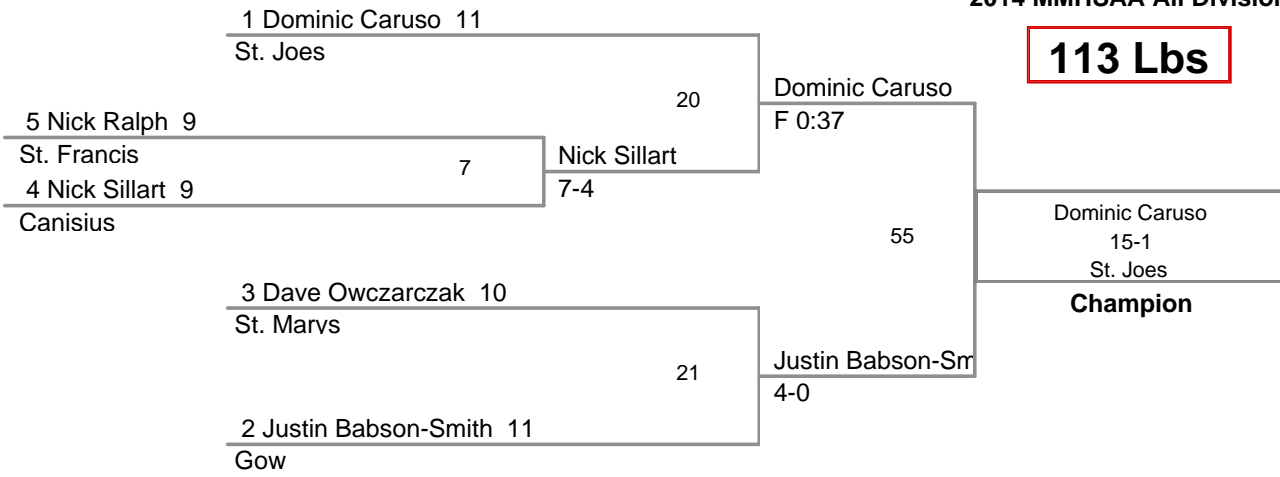 2014 MMHSAA All Division
113 Lbs
1 Dominic Caruso 11
St. Joes
20
Dominic Caruso
F 0:37
5 Nick Ralph 9
St. Francis
7
Nick Sillart
7-4
4 Nick Sillart 9
Canisius
55
Dominic Caruso
15-1
St. Joes
Champion
3 Dave Owczarczak 10
St. Marys
21
Justin Babson-Sm
4-0
2 Justin Babson-Smith 11
Gow